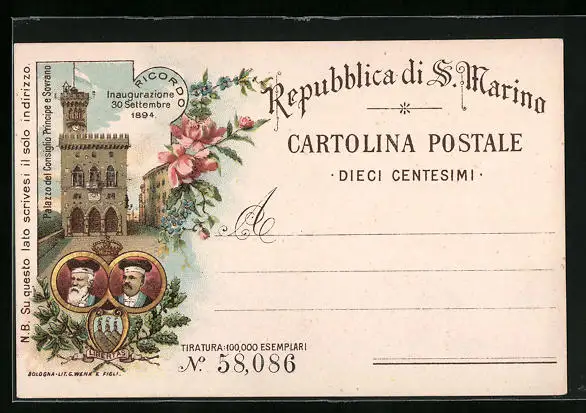 N.B. Su questo lato scrivesi il solo indirizzo.
Palazzo del Consiglio Principe e Sovrano
RICORDO
Inaugurazione
30 Settembre
1894.
Repubblica di S. Marino
CARTOLINA POSTALE
· DIECI CENTESIMI ·
A
LIBERTAS
TIRATURA: 100,000 ESEMPLARI
No. 58,086
BOLOGNA-LIT. G. WENK E FIGLI.